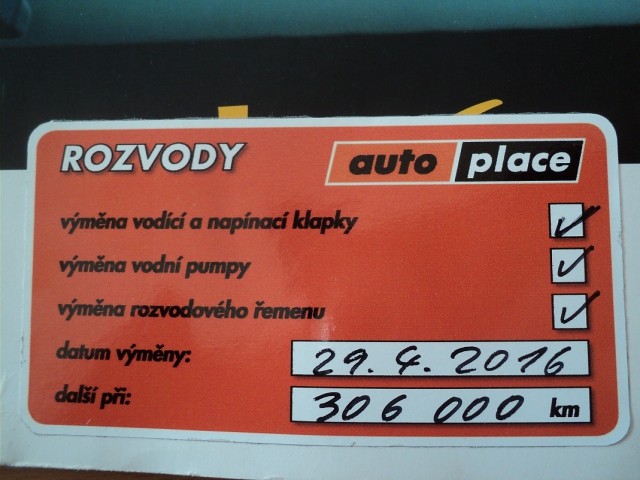 ROZVODY
auto place
výměna vodící a napínací klapky
výměna vodní pumpy
výměna rozvodového řemenu
datum výměny: 29. 4. 2016
další při: 306 000 km